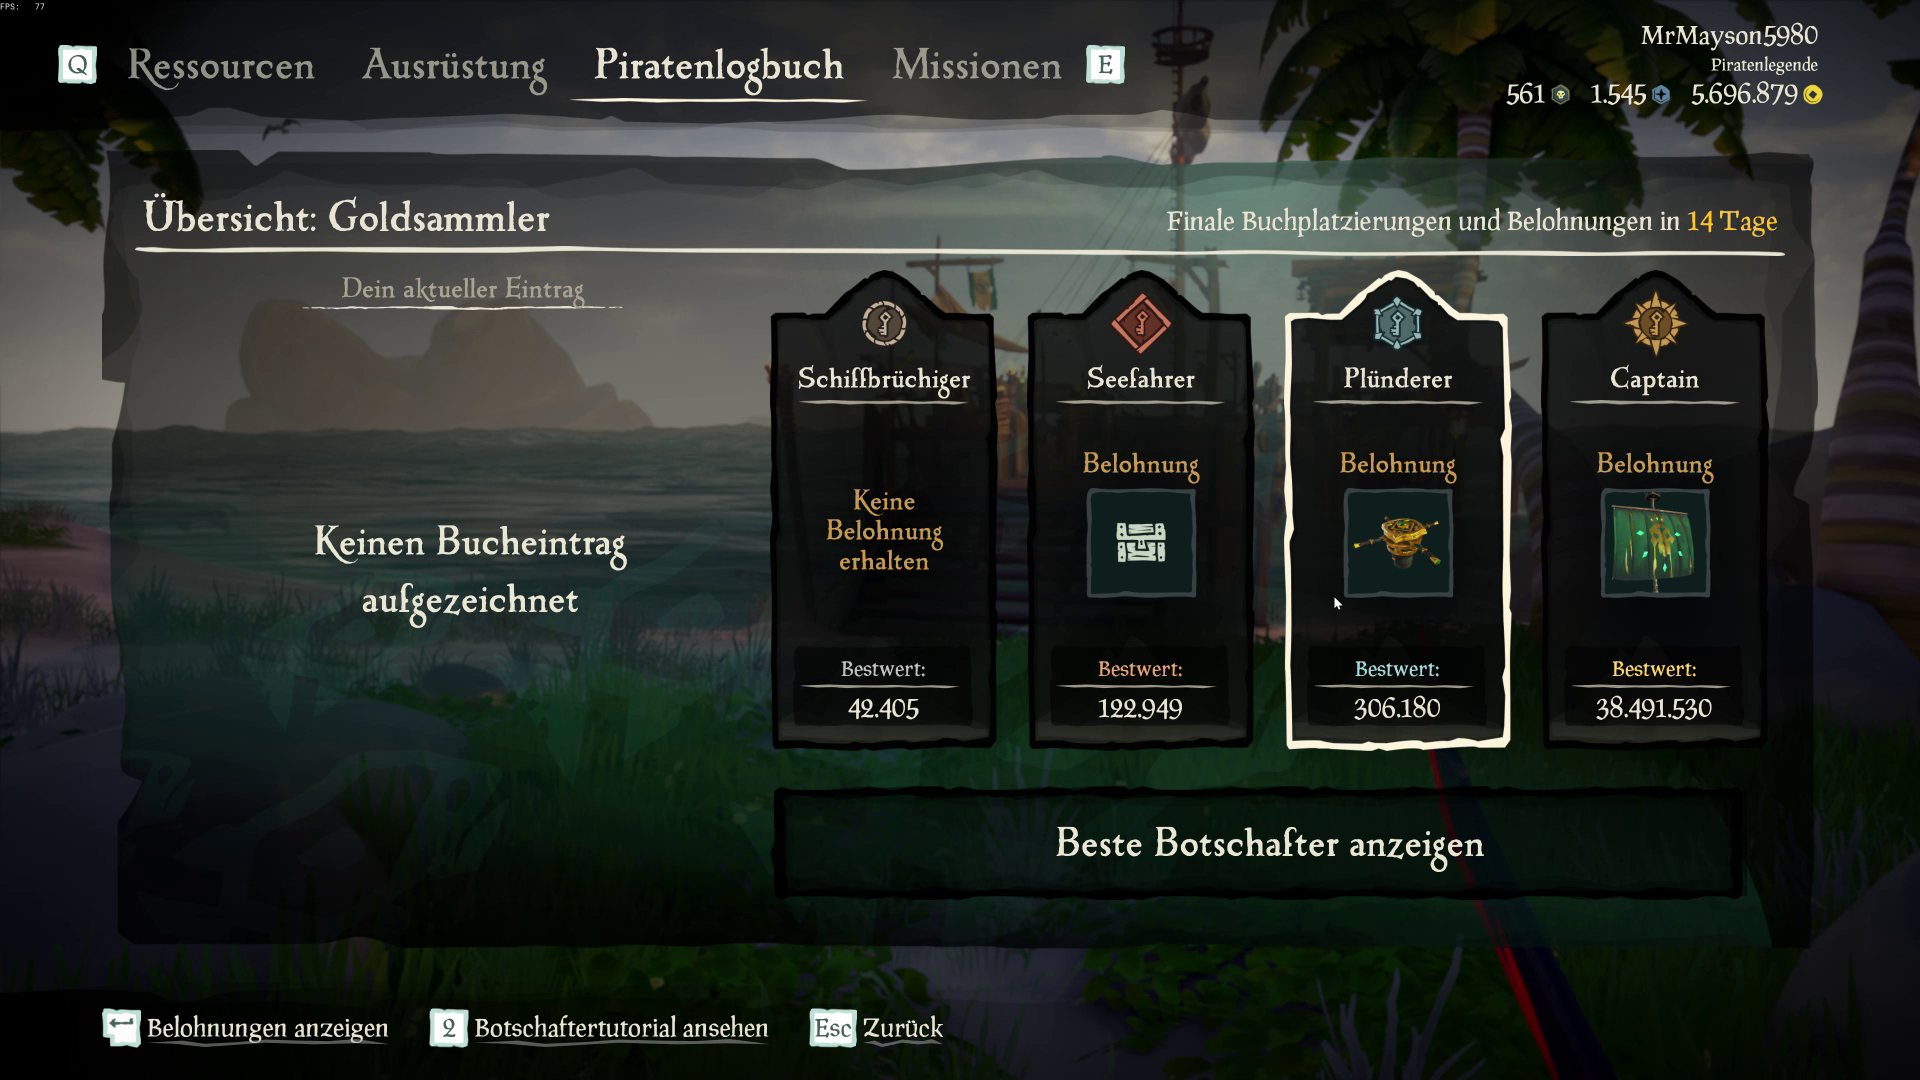 FPS: 77
Q Ressourcen Ausrüstung Piratenlogbuch Missionen E
MrMayson5980
Piratenlegende
561 1.545 5.696.879
Übersicht: Goldsammler
Finale Buchplatzierungen und Belohnungen in 14 Tage
Dein aktueller Eintrag
Keinen Bucheintrag
aufgezeichnet
Schiffbrüchiger
Keine
Belohnung
erhalten
Bestwert:
42.405
Seefahrer
Belohnung
Bestwert:
122.949
Plünderer
Belohnung
Bestwert:
306.180
Captain
Belohnung
Bestwert:
38.491.530
Beste Botschafter anzeigen
Belohnungen anzeigen 2 Botschaftertutorial ansehen Esc Zurück